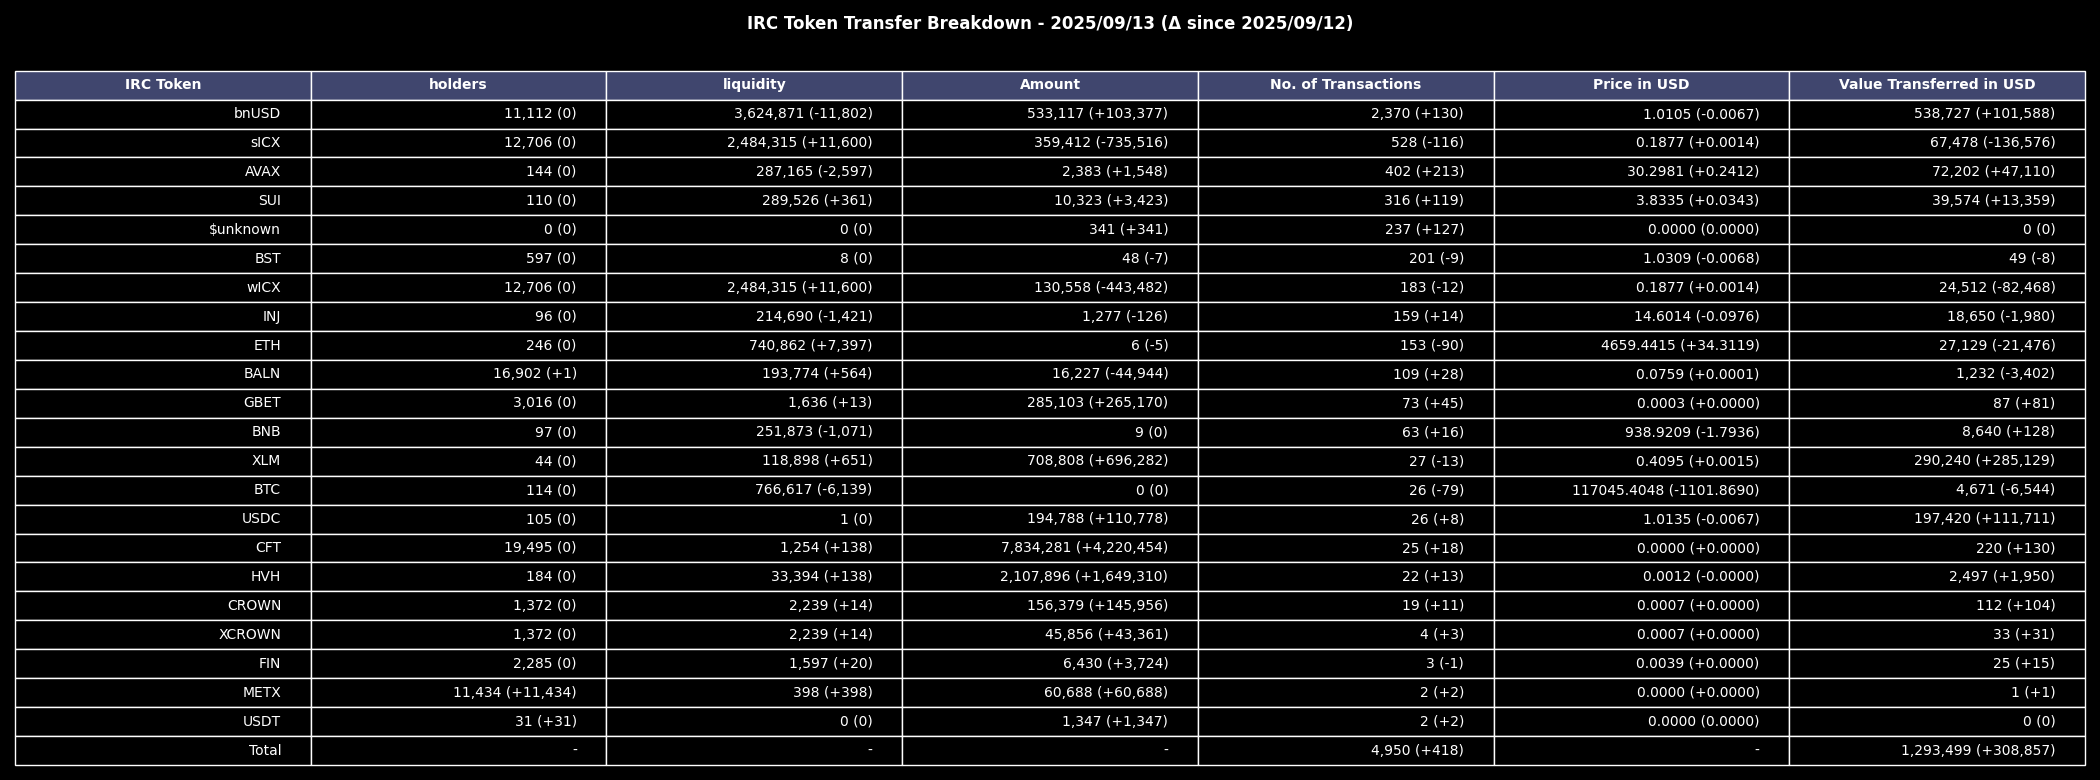 IRC Token Transfer Breakdown - 2025/09/13 (Δ since 2025/09/12)
IRC Token holders liquidity Amount No. of Transactions Price in USD Value Transferred in USD
bnUSD 11,112 (0) 3,624,871 (-11,802) 533,117 (+103,377) 2,370 (+130) 1.0105 (-0.0067) 538,727 (+101,588)
sICX 12,706 (0) 2,484,315 (+11,600) 359,412 (-735,516) 528 (-116) 0.1877 (+0.0014) 67,478 (-136,576)
AVAX 144 (0) 287,165 (-2,597) 2,383 (+1,548) 402 (+213) 30.2981 (+0.2412) 72,202 (+47,110)
SUI 110 (0) 289,526 (+361) 10,323 (+3,423) 316 (+119) 3.8335 (+0.0343) 39,574 (+13,359)
$unknown 0 (0) 0 (0) 341 (+341) 237 (+127) 0.0000 (0.0000) 0 (0)
BST 597 (0) 8 (0) 48 (-7) 201 (-9) 1.0309 (-0.0068) 49 (-8)
wICX 12,706 (0) 2,484,315 (+11,600) 130,558 (-443,482) 183 (-12) 0.1877 (+0.0014) 24,512 (-82,468)
INJ 96 (0) 214,690 (-1,421) 1,277 (-126) 159 (+14) 14.6014 (-0.0976) 18,650 (-1,980)
ETH 246 (0) 740,862 (+7,397) 6 (-5) 153 (-90) 4659.4415 (+34.3119) 27,129 (-21,476)
BALN 16,902 (+1) 193,774 (+564) 16,227 (-44,944) 109 (+28) 0.0759 (+0.0001) 1,232 (-3,402)
GBET 3,016 (0) 1,636 (+13) 285,103 (+265,170) 73 (+45) 0.0003 (+0.0000) 87 (+81)
BNB 97 (0) 251,873 (-1,071) 9 (0) 63 (+16) 938.9209 (-1.7936) 8,640 (+128)
XLM 44 (0) 118,898 (+651) 708,808 (+696,282) 27 (-13) 0.4095 (+0.0015) 290,240 (+285,129)
BTC 114 (0) 766,617 (-6,139) 0 (0) 26 (-79) 117045.4048 (-1101.8690) 4,671 (-6,544)
USDC 105 (0) 1 (0) 194,788 (+110,778) 26 (+8) 1.0135 (-0.0067) 197,420 (+111,711)
CFT 19,495 (0) 1,254 (+138) 7,834,281 (+4,220,454) 25 (+18) 0.0000 (+0.0000) 220 (+130)
HVH 184 (0) 33,394 (+138) 2,107,896 (+1,649,310) 22 (+13) 0.0012 (-0.0000) 2,497 (+1,950)
CROWN 1,372 (0) 2,239 (+14) 156,379 (+145,956) 19 (+11) 0.0007 (+0.0000) 112 (+104)
XCROWN 1,372 (0) 2,239 (+14) 45,856 (+43,361) 4 (+3) 0.0007 (+0.0000) 33 (+31)
FIN 2,285 (0) 1,597 (+20) 6,430 (+3,724) 3 (-1) 0.0039 (+0.0000) 25 (+15)
METX 11,434 (+11,434) 398 (+398) 60,688 (+60,688) 2 (+2) 0.0000 (+0.0000) 1 (+1)
USDT 31 (+31) 0 (0) 1,347 (+1,347) 2 (+2) 0.0000 (0.0000) 0 (0)
Total - - - 4,950 (+418) - 1,293,499 (+308,857)